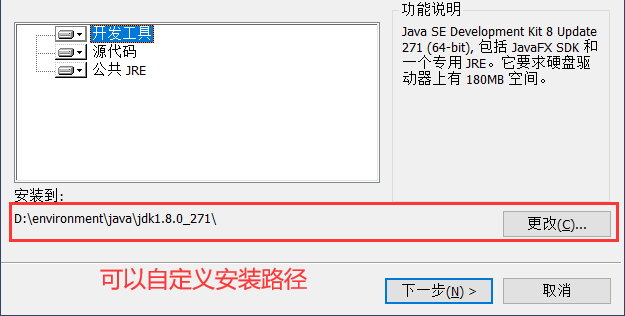 开发工具
源代码
公共 JRE
功能说明
Java SE Development Kit 8 Update
271 (64-bit), 包括 JavaFX SDK 和
一个专用 JRE。它要求硬盘驱
动器上有 180MB 空间。
安装到:
D:\environment\java\jdk1.8.0_271\
更改(C)...
可以自定义安装路径
下一步(N) >
取消